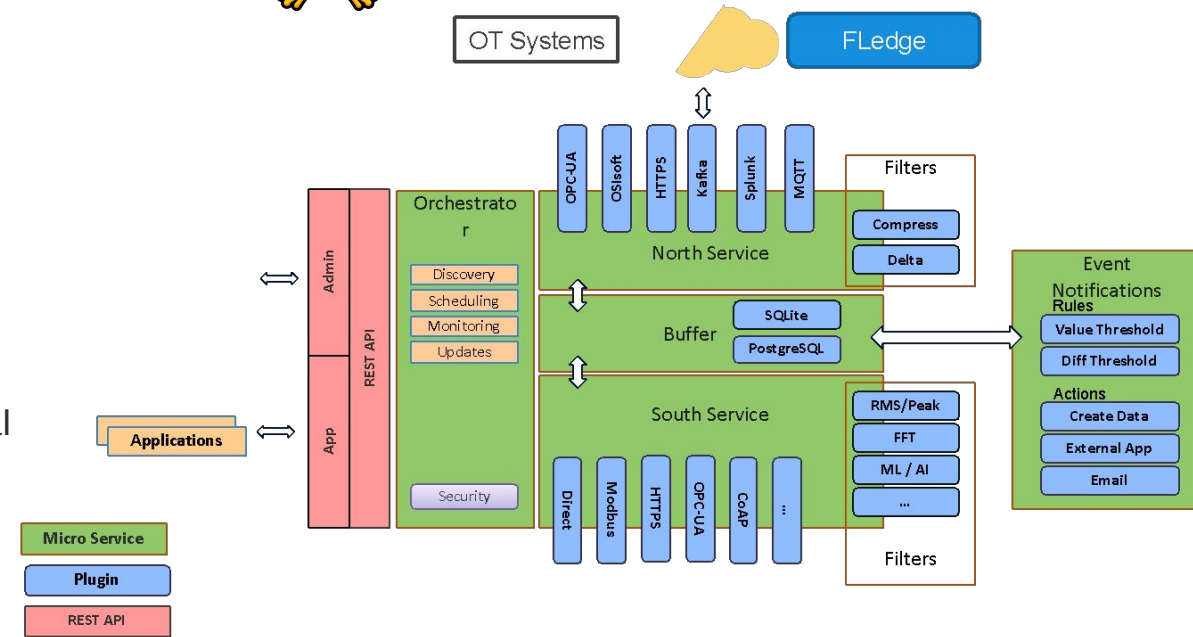 OT Systems
FLedge
OPC-UA
OSIsoft
HTTPS
Kafka
Splunk
MQTT
Filters
Compress
Delta
North Service
Admin
App
REST API
Orchestrato
r
Discovery
Scheduling
Monitoring
Updates
Security
Buffer
SQLite
PostgreSQL
Event
Notifications
Rules
Value Threshold
Diff Threshold
Actions
Create Data
External App
Email
South Service
RMS/Peak
FFT
ML / AI
...
Filters
Direct
Modbus
HTTPS
OPC-UA
CoAP
...
Applications
Micro Service
Plugin
REST API